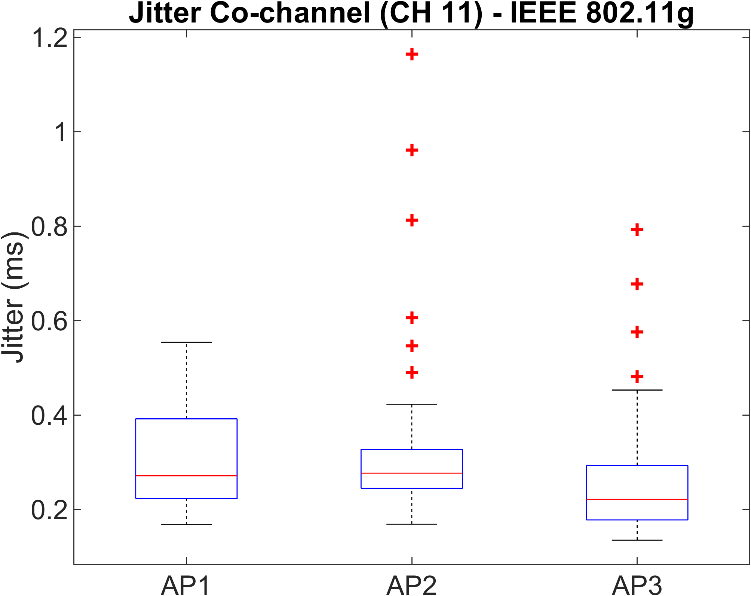 Jitter Co-channel (CH 11) - IEEE 802.11g
Jitter (ms)
1.2
1
0.8
0.6
0.4
0.2
AP1 AP2 AP3